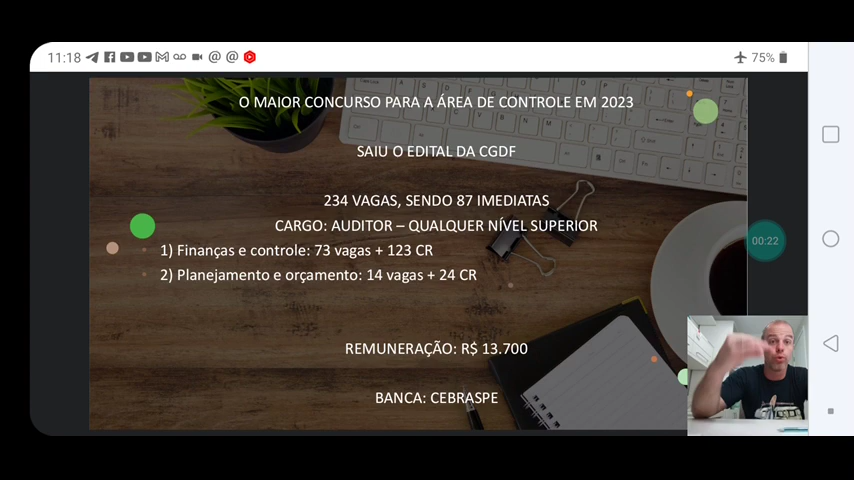 11:18
75%
O MAIOR CONCURSO PARA A ÁREA DE CONTROLE EM 2023
SAIU O EDITAL DA CGDF
234 VAGAS, SENDO 87 IMEDIATAS
CARGO: AUDITOR – QUALQUER NÍVEL SUPERIOR
1) Finanças e controle: 73 vagas + 123 CR
00:22
2) Planejamento e orçamento: 14 vagas + 24 CR
REMUNERAÇÃO: R$ 13.700
BANCA: CEBRASPE